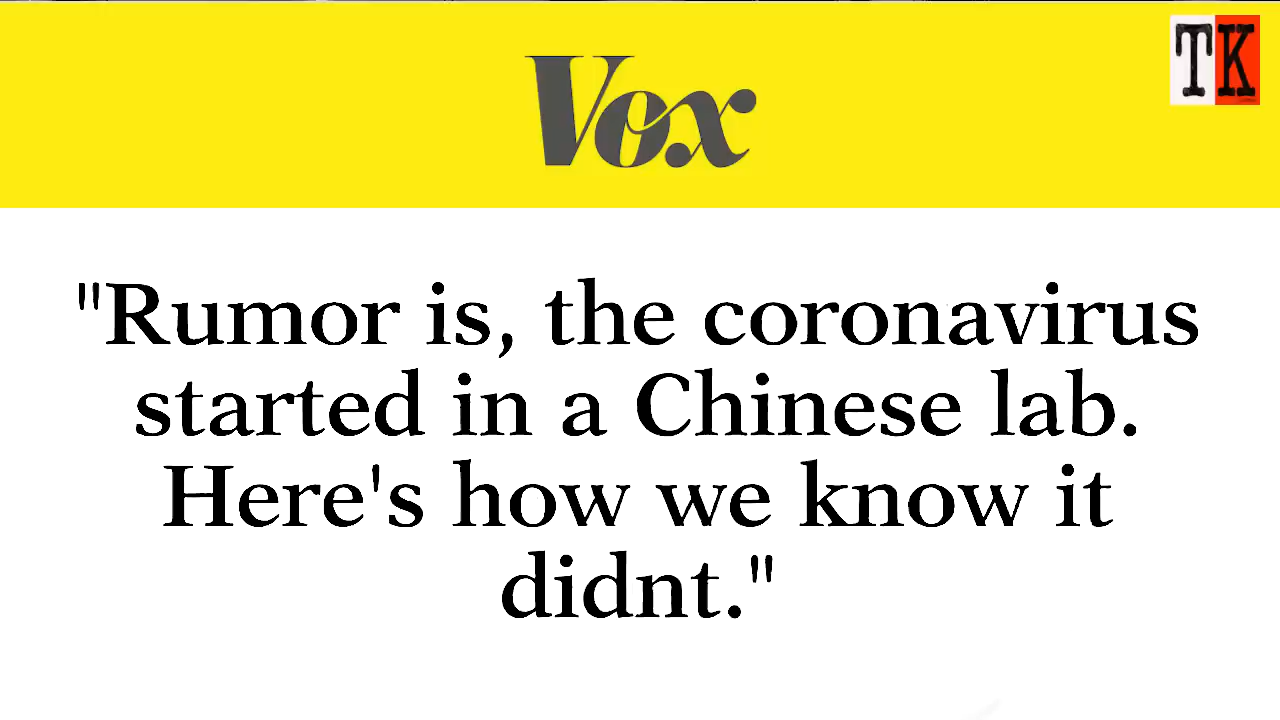 Vox
TK
"Rumor is, the coronavirus
started in a Chinese lab.
Here's how we know it
didnt."